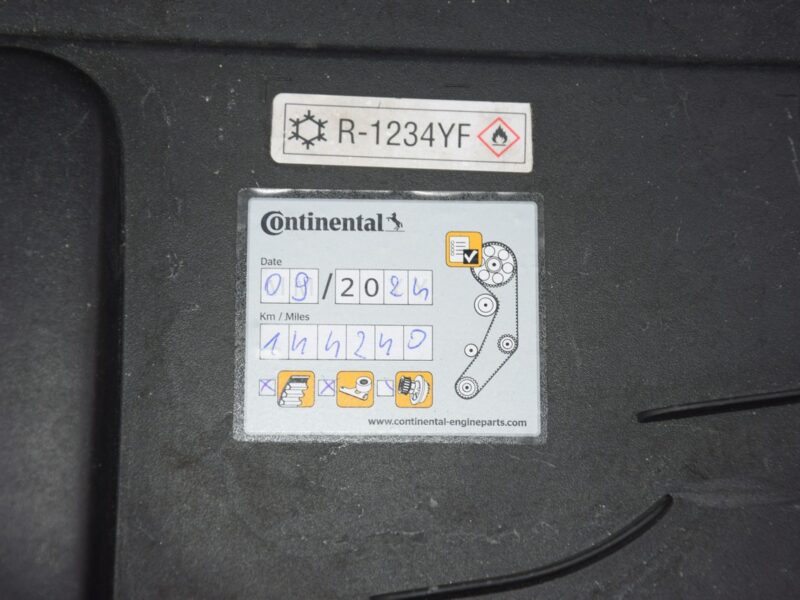 R-1234YF
Continental
Date
09/2024
Km / Miles
144240
www.continental-engineparts.com